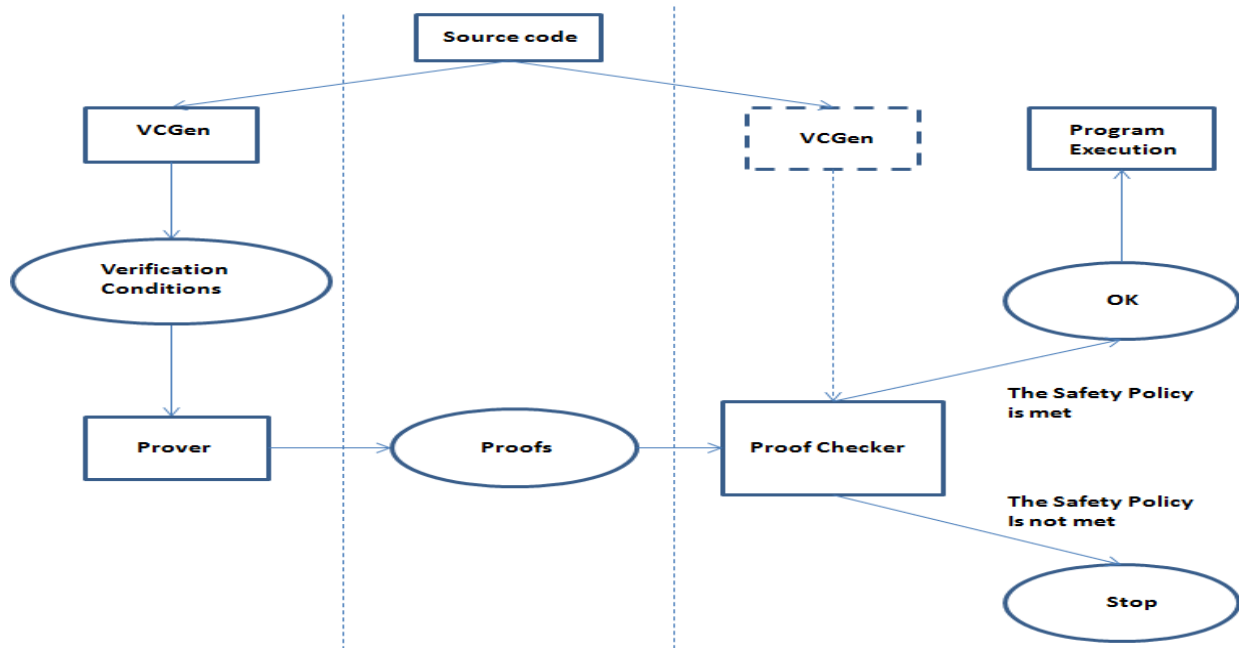 Source code
VCGen
VCGen
Program
Execution
Verification
Conditions
OK
The Safety Policy
is met
Prover
Proofs
Proof Checker
The Safety Policy
Is not met
Stop